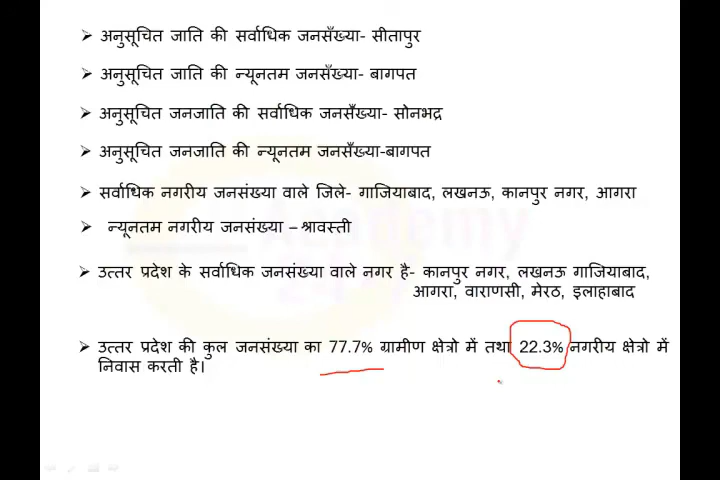 ➢ अनुसूचित जाति की सर्वाधिक जनसँख्या- सीतापुर
➢ अनुसूचित जाति की न्यूनतम जनसँख्या- बागपत
➢ अनुसूचित जनजाति की सर्वाधिक जनसँख्या- सोनभद्र
➢ अनुसूचित जनजाति की न्यूनतम जनसँख्या-बागपत
➢ सर्वाधिक नगरीय जनसंख्या वाले जिले- गाजियाबाद, लखनऊ, कानपुर नगर, आगरा
➢ न्यूनतम नगरीय जनसंख्या – श्रावस्ती
➢ उत्तर प्रदेश के सर्वाधिक जनसंख्या वाले नगर है- कानपुर नगर, लखनऊ गाजियाबाद,
आगरा, वाराणसी, मेरठ, इलाहाबाद
➢ उत्तर प्रदेश की कुल जनसंख्या का 77.7% ग्रामीण क्षेत्रो में तथा 22.3% नगरीय क्षेत्रो में
निवास करती है।
Academy